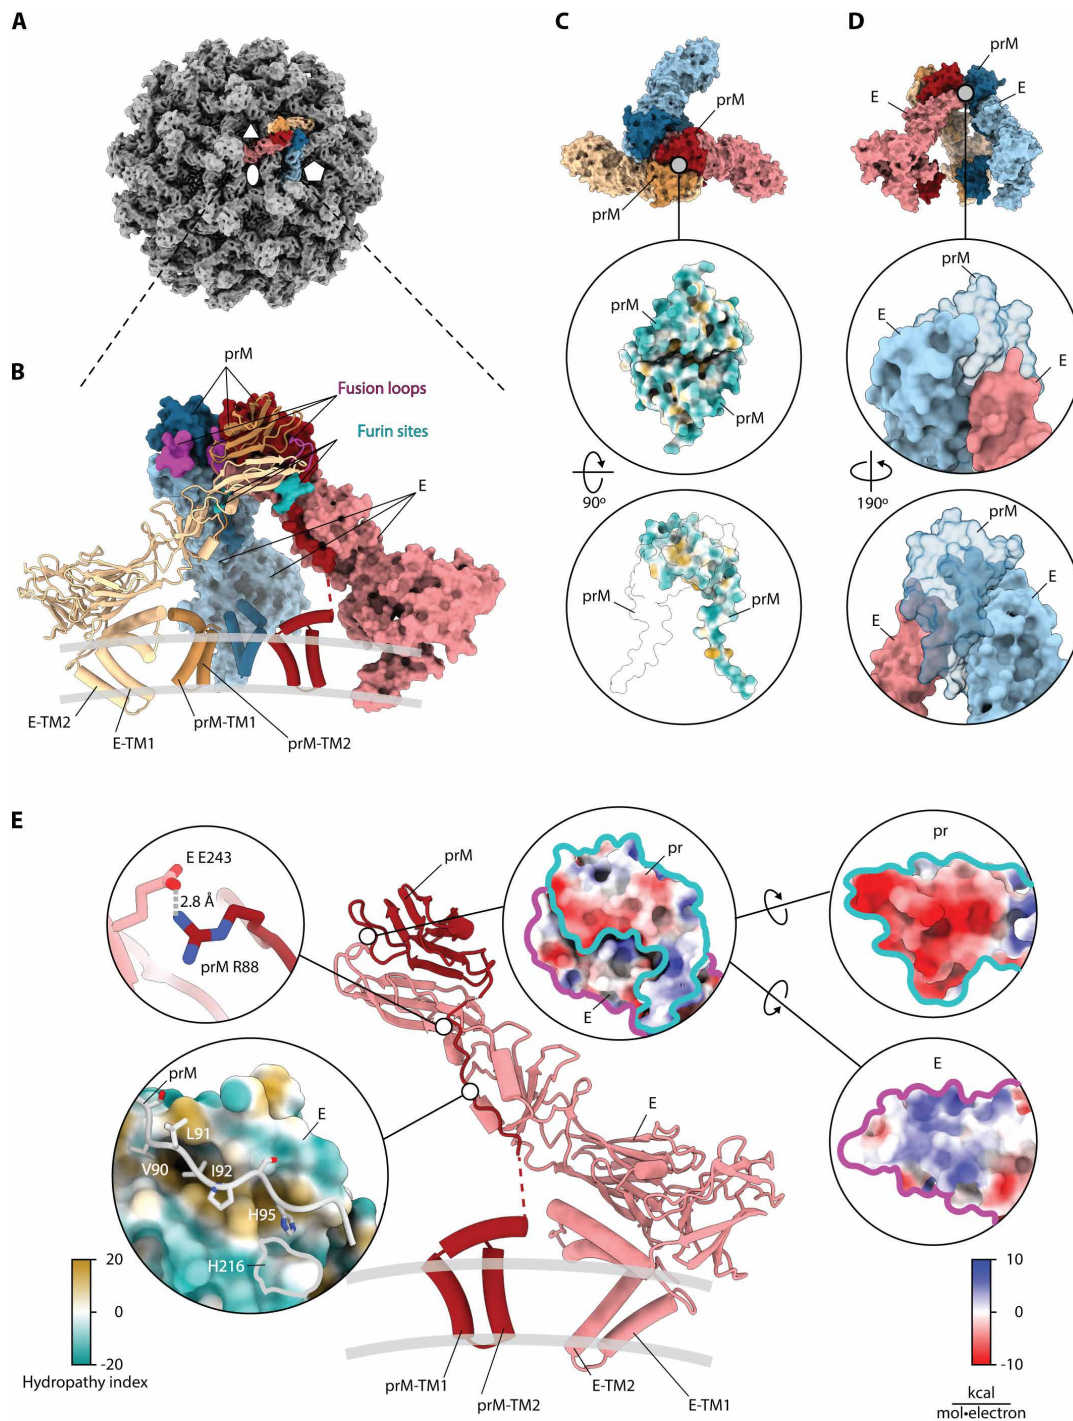 A
B
prM
Fusion loops
Furin sites
E
E-TM2
E-TM1
prM-TM1
prM-TM2
C
prM
prM
prM
prM
90º
prM
prM
D
prM
E
E
prM
E
E
190º
prM
E
E
E
E E243
2.8 Å
prM R88
prM
pr
E
pr
E
prM
E
L91
V90
I92
H95
H216
E
20
0
-20
Hydropathy index
prM-TM1
prM-TM2
E-TM2
E-TM1
10
0
-10
kcal
mol•electron